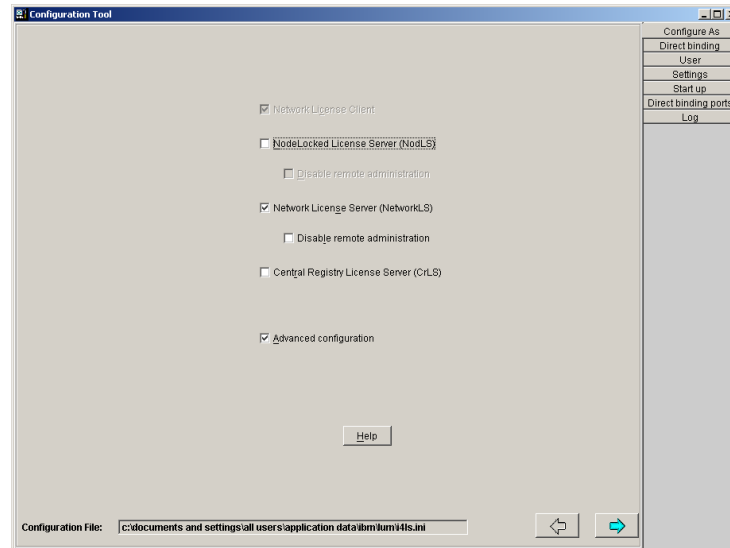 Configuration Tool
Configure As
Direct binding
User
Settings
Start up
Direct binding ports
Log
Network License Client
NodeLocked License Server (NodLS)
Disable remote administration
Network License Server (NetworkLS)
Disable remote administration
Central Registry License Server (CrLS)
Advanced configuration
Help
Configuration File: c:\documents and settings\all users\application data\ibm\lum\i4ls.ini